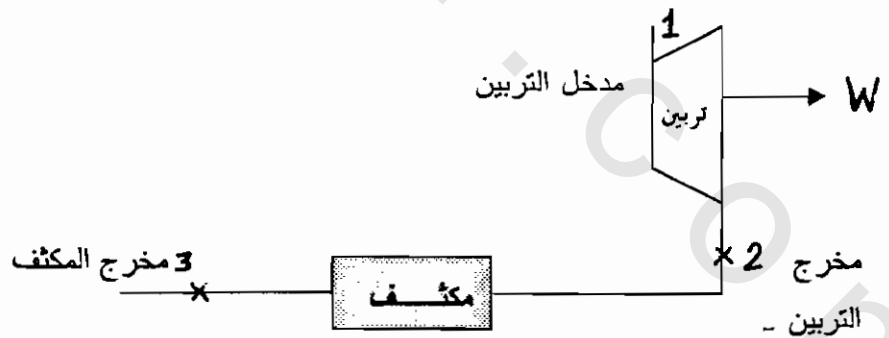 1
مدخل التربين
تربين
W
3 مخرج المكثف
مكثف
2 مخرج
التربين -